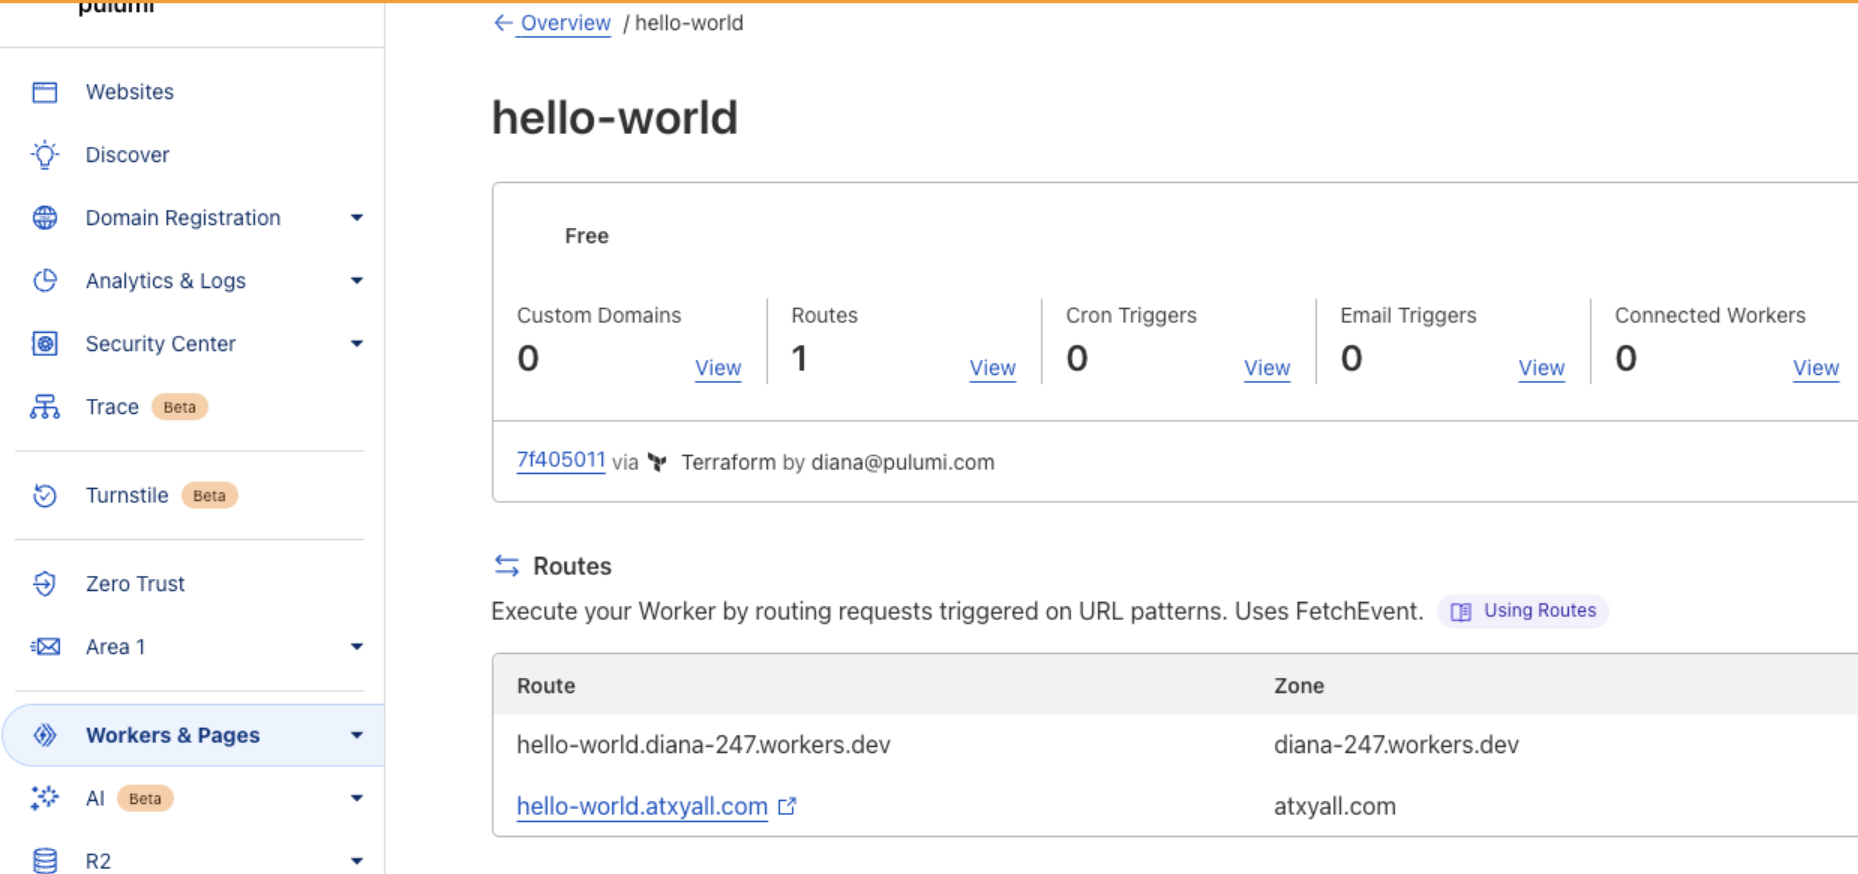 pulumi
Websites
Discover
Domain Registration
Analytics & Logs
Security Center
Trace Beta
Turnstile Beta
Zero Trust
Area 1
Workers & Pages
AI Beta
R2
Overview / hello-world
hello-world
Free
Custom Domains
0 View
Routes
1 View
Cron Triggers
0 View
Email Triggers
0 View
Connected Workers
0 View
7f405011 via Terraform by diana@pulumi.com
Routes
Execute your Worker by routing requests triggered on URL patterns. Uses FetchEvent. Using Routes
Route Zone
hello-world.diana-247.workers.dev diana-247.workers.dev
hello-world.atxyall.com atxyall.com